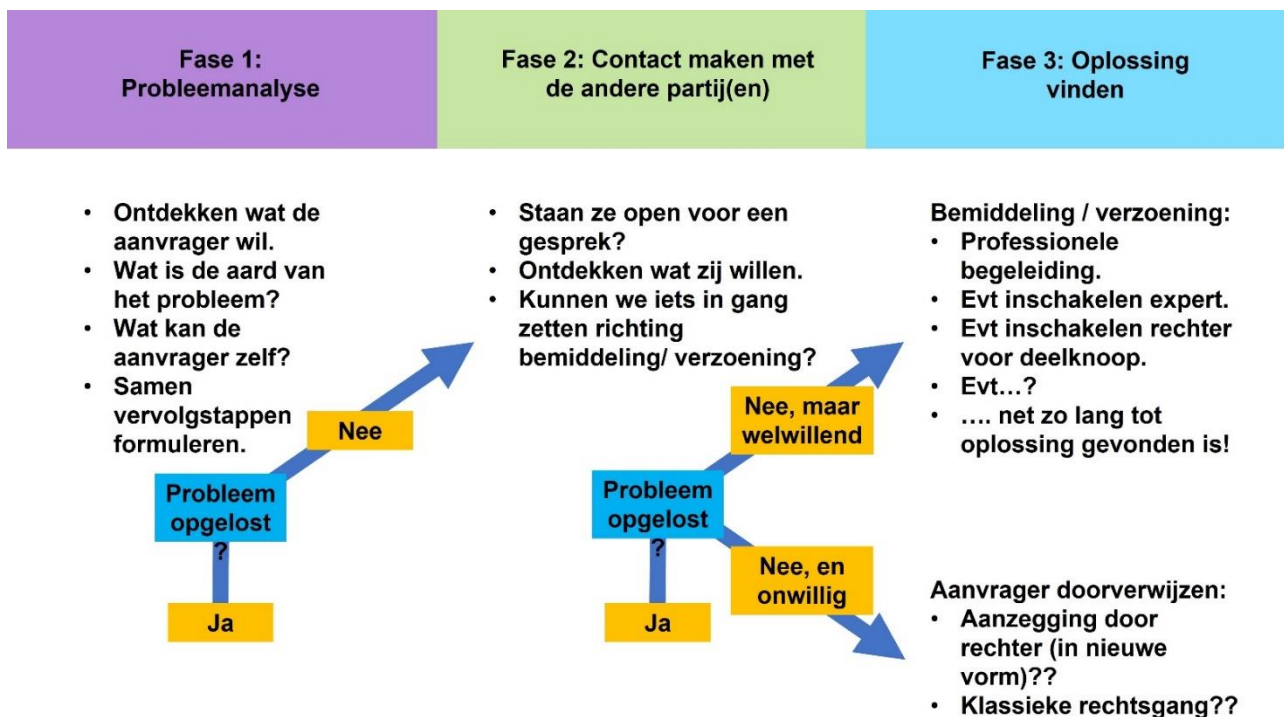 Fase 1:
Probleemanalyse
Fase 2: Contact maken met
de andere partij(en)
Fase 3: Oplossing
vinden
• Ontdekken wat de
aanvrager wil.
• Wat is de aard van
het probleem?
• Wat kan de
aanvrager zelf?
• Samen
vervolgstappen
formuleren.
Nee
Probleem
opgelost
?
Ja
• Staan ze open voor een
gesprek?
• Ontdekken wat zij willen.
• Kunnen we iets in gang
zetten richting
bemiddeling/ verzoening?
Nee, maar
welwillend
Probleem
opgelost
?
Nee, en
onwillig
Ja
Bemiddeling / verzoening:
• Professionele
begeleiding.
• Evt inschakelen expert.
• Evt inschakelen rechter
voor deelknoop.
• Evt…?
• …. net zo lang tot
oplossing gevonden is!
Aanvrager doorverwijzen:
• Aanzegging door
rechter (in nieuwe
vorm)??
• Klassieke rechtsgang??